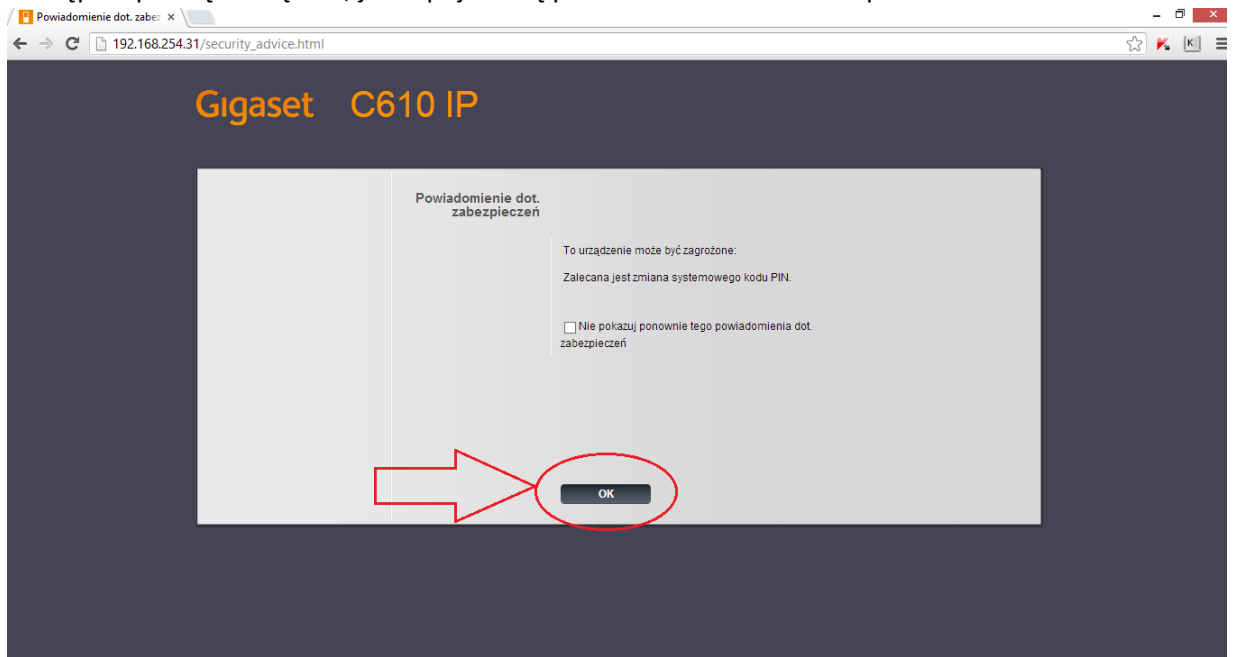 Powiadomienie dot. zabez
192.168.254.31/security_advice.html
Gigaset C610 IP
Powiadomienie dot.
zabezpieczeń
To urządzenie może być zagrożone:
Zalecana jest zmiana systemowego kodu PIN.
Nie pokazuj ponownie tego powiadomienia dot.
zabezpieczeń
OK